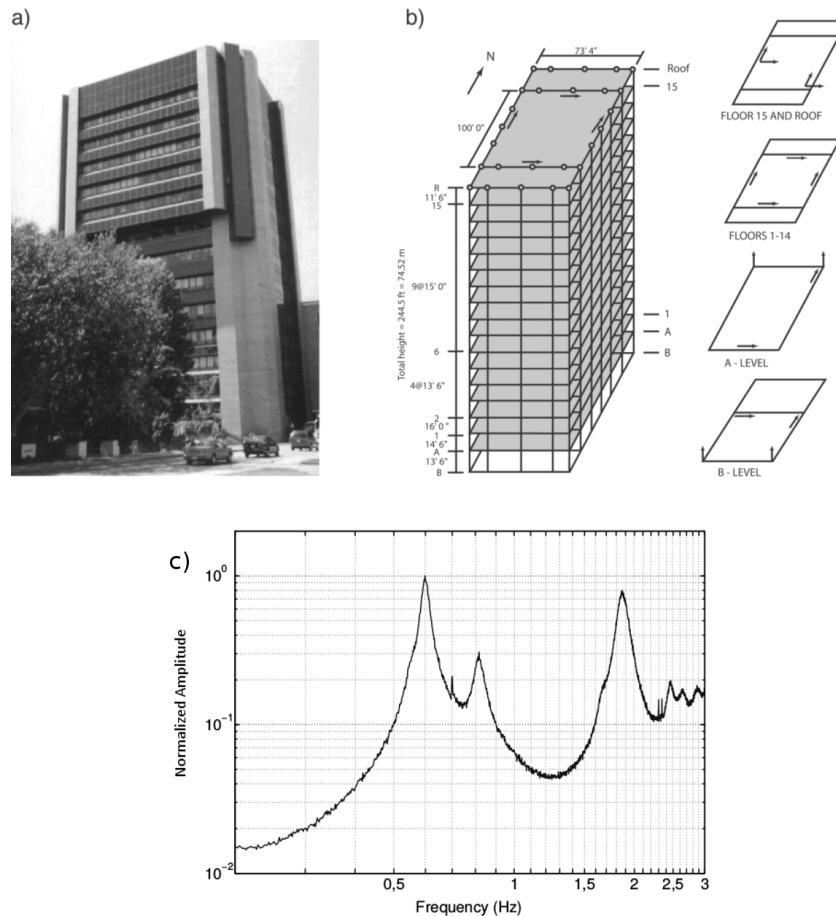 a)
b)
N
73' 4"
Roof
15
100' 0"
R
11' 6"
15
9@15' 0"
Total height = 244.5 ft = 74.52 m
6
4@13' 6"
2
16' 0"
1
14' 6"
A
13' 6"
B
1
A
B
FLOOR 15 AND ROOF
FLOORS 1-14
A - LEVEL
B - LEVEL
c)
Normalized Amplitude
10⁰
10⁻¹
10⁻²
0,5
1
1,5
2
2,5
3
Frequency (Hz)